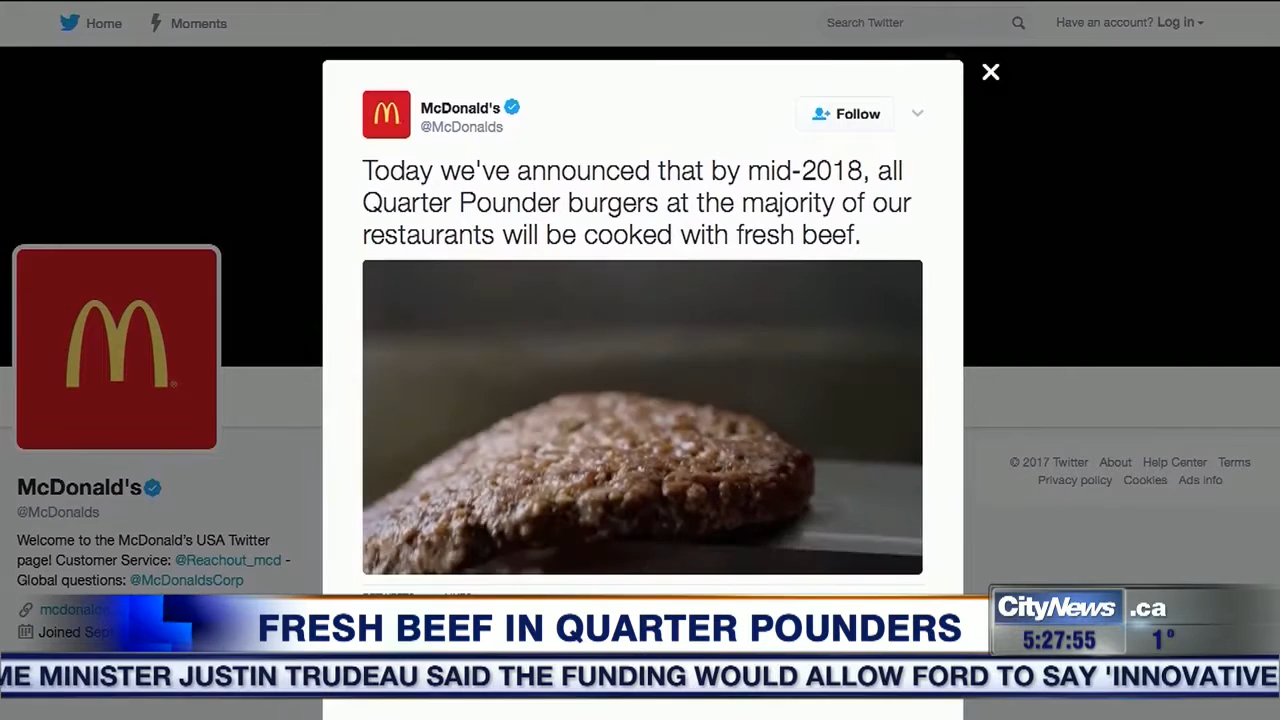 Home Moments Search Twitter Have an account? Log in
McDonald's
@McDonalds
Follow
Today we've announced that by mid-2018, all
Quarter Pounder burgers at the majority of our
restaurants will be cooked with fresh beef.
McDonald's
@McDonalds
Welcome to the McDonald's USA Twitter
page! Customer Service: @Reachout_mcd -
Global questions: @McDonaldsCorp
Joined
© 2017 Twitter About Help Center Terms
Privacy policy Cookies Ads info
FRESH BEEF IN QUARTER POUNDERS
CityNews .ca
5:27:55 1°
MINISTER JUSTIN TRUDEAU SAID THE FUNDING WOULD ALLOW FORD TO SAY 'INNOVATIVE